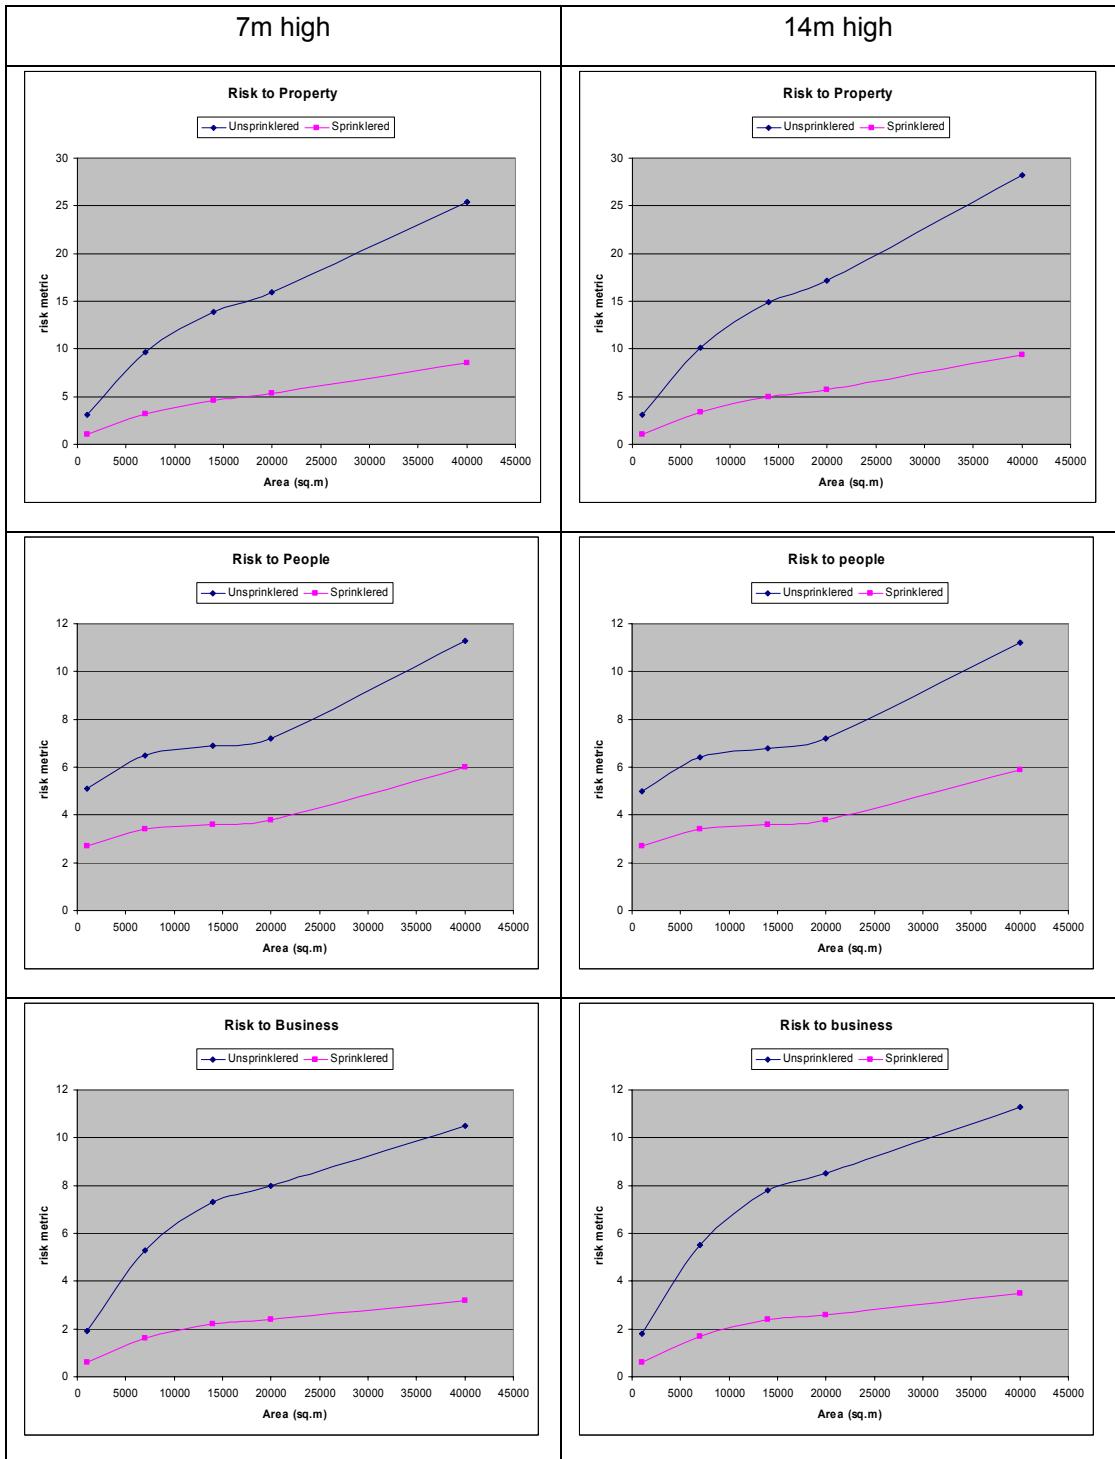 7m high
14m high
Risk to Property
Unsprinklered Sprinklered
30
25
20
15
10
5
0
risk metric
0 5000 10000 15000 20000 25000 30000 35000 40000 45000
Area (sq.m)
Risk to Property
Unsprinklered Sprinklered
30
25
20
15
10
5
0
risk metric
0 5000 10000 15000 20000 25000 30000 35000 40000 45000
Area (sq.m)
Risk to People
Unsprinklered Sprinklered
12
10
8
6
4
2
0
risk metric
0 5000 10000 15000 20000 25000 30000 35000 40000 45000
Area (sq.m)
Risk to people
Unsprinklered Sprinklered
12
10
8
6
4
2
0
risk metric
0 5000 10000 15000 20000 25000 30000 35000 40000 45000
Area (sq.m)
Risk to Business
Unsprinklered Sprinklered
12
10
8
6
4
2
0
risk metric
0 5000 10000 15000 20000 25000 30000 35000 40000 45000
Area (sq.m)
Risk to business
Unsprinklered Sprinklered
12
10
8
6
4
2
0
risk metric
0 5000 10000 15000 20000 25000 30000 35000 40000 45000
Area (sq.m)